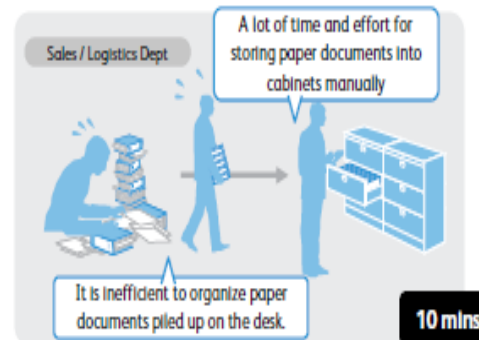 A lot of time and effort for
storing paper documents into
cabinets manually
Sales / Logistics Dept
It is inefficient to organize paper
documents piled up on the desk.
10 mins